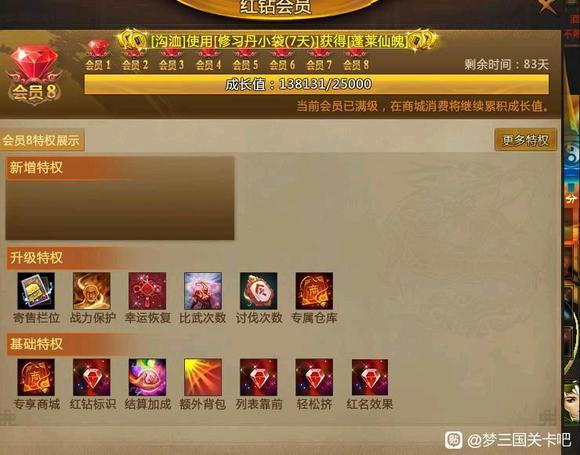 红钻会员
[沟洫]使用[修习丹小袋(7天)]获得[蓬莱仙魄]
会员1 会员2 会员3 会员4 会员5 会员6 会员7 会员8
会员8
成长值：138131/25000
剩余时间：83天
当前会员已满级，在商城消费将继续累积成长值。
会员8特权展示
更多特权
新增特权
升级特权
寄售栏位 战力保护 幸运恢复 比武次数 讨伐次数 专属仓库
基础特权
专享商城 红钻标识 结算加成 额外背包 列表靠前 轻松挤 红名效果
贴 @梦三国关卡吧